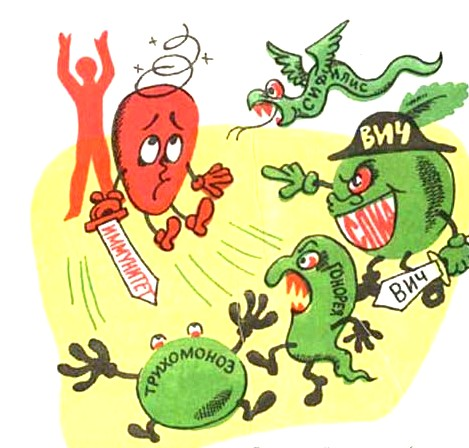 СИФИЛИС
ВИЧ
СПИД
ИММУНИТЕТ
ГОНОРЕЯ
ВИЧ
ТРИХОМОНОЗ